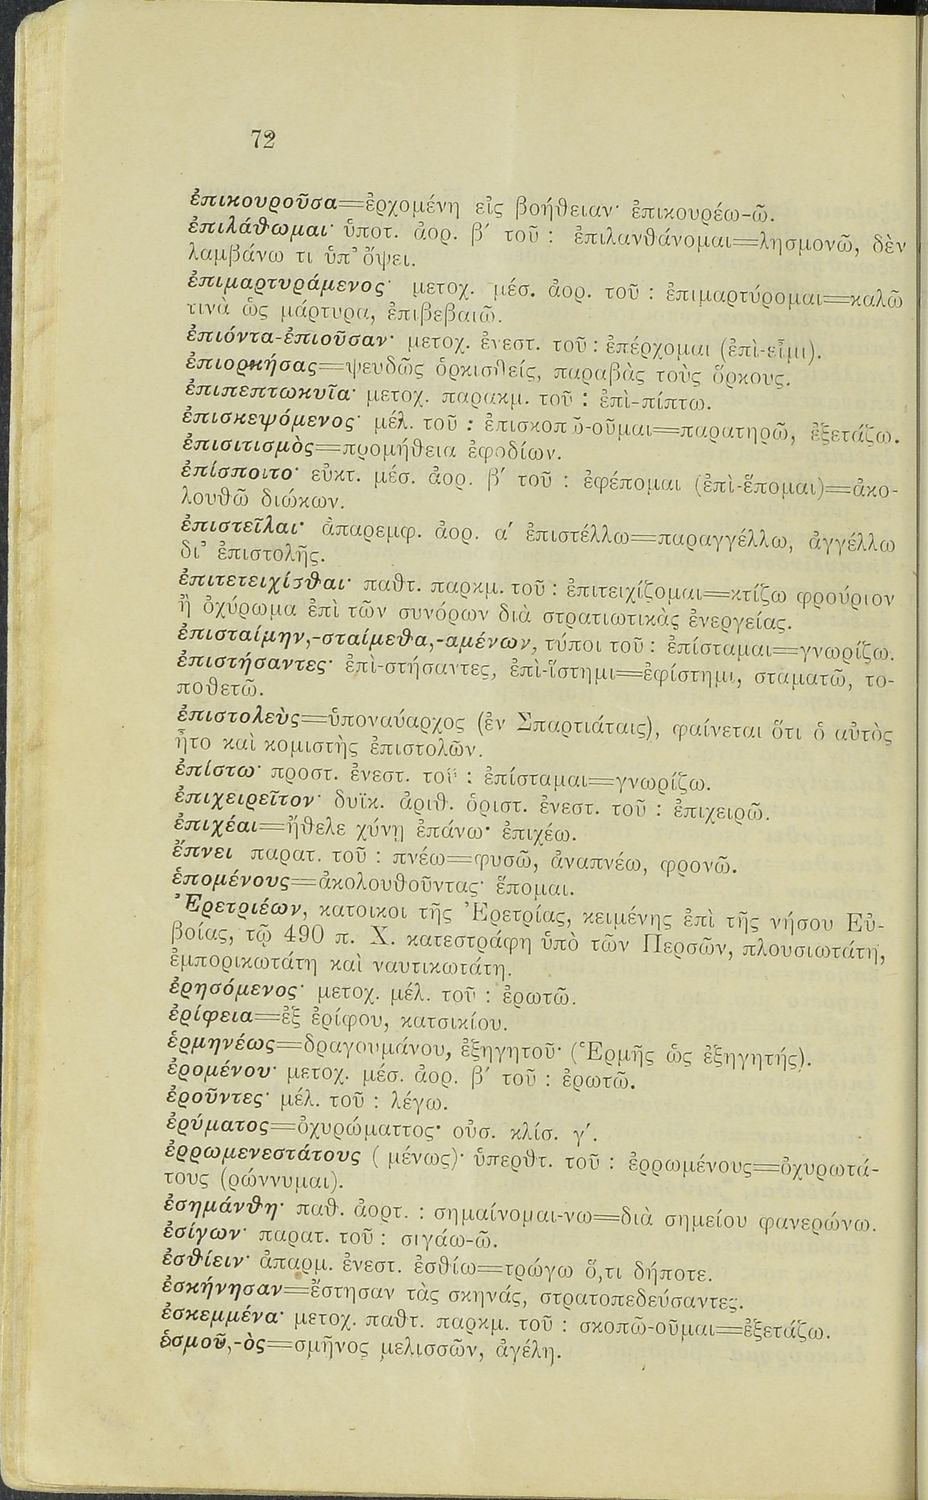 72
ἐπικουροῦσα=ἐρχομένη εἰς βοήθειαν· ἐπικουρέω-ῶ.
ἐπιλάθωμαι· ὑποτ. ἀορ. β′ τοῦ : ἐπιλανθάνομαι=λησμονῶ, δὲν
λαμβάνω τι ὑπ’ ὄψει.
ἐπιμαρτυράμενος· μετοχ. μέσ. ἀορ. τοῦ : ἐπιμαρτύρομαι=καλῶ
τινὰ ὡς μάρτυρα, ἐπιβεβαιῶ.
ἐπιόντα-ἐπιοῦσαν· μετοχ. ἐνεστ. τοῦ : ἐπέρχομαι (ἐπὶ-εἶμι).
ἐπιορκήσας=ψευδῶς ὁρκισθείς, παραβὰς τοὺς ὅρκους.
ἐπιπεπτωκυῖα· μετοχ. παρακμ. τοῦ : ἐπὶ-πίπτω.
ἐπισκεψόμενος· μέλ. τοῦ : ἐπισκοπῶ-οῦμαι=παρατηρῶ, ἐξετάζω.
ἐπισιτισμὸς=προμήθεια ἐφοδίων.
ἐπίσποιτο· εὐκτ. μέσ. ἀορ. β′ τοῦ : ἐφέπομαι (ἐπὶ-ἕπομαι)=ἀκο-
λουθῶ διώκων.
ἐπιστεῖλαι· ἀπαρεμφ. ἀορ. α′ ἐπιστέλλω=παραγγέλλω, ἀγγέλλω
δι’ ἐπιστολῆς.
ἐπιτετειχίσθαι· παθτ. παρκμ. τοῦ : ἐπιτειχίζομαι=κτίζω φρούριον
ἢ ὀχύρωμα ἐπὶ τῶν συνόρων διὰ στρατιωτικὰς ἐνεργείας.
ἐπισταίμην,-σταίμεθα,-αμένων, τύποι τοῦ : ἐπίσταμαι=γνωρίζω.
ἐπιστήσαντες· ἐπὶ-στήσαντες, ἐπὶ-ἵστημι=ἐφίστημι, σταματῶ, το-
ποθετῶ.
ἐπιστολεὺς=ὑποναύαρχος (ἐν Σπαρτιάταις), φαίνεται ὅτι ὁ αὐτὸς
ἦτο καὶ κομιστὴς ἐπιστολῶν.
ἐπίστω· προστ. ἐνεστ. τοῦ : ἐπίσταμαι=γνωρίζω.
ἐπιχειρεῖτον· δυϊκ. ἀριθ. ὁριστ. ἐνεστ. τοῦ : ἐπιχειρῶ.
ἐπιχέαι=ἤθελε χύνῃ ἐπάνω· ἐπιχέω.
ἔπνει παρατ. τοῦ : πνέω=φυσῶ, ἀναπνέω, φρονῶ.
ἑπομένους=ἀκολουθοῦντας· ἕπομαι.
Ἐρετριέων, κατοικοι τῆς Ἐρετρίας, κειμένης ἐπὶ τῆς νήσου Εὐ-
βοίας, τῷ 490 π. Χ. κατεστράφη ὑπὸ τῶν Περσῶν, πλουσιωτάτη,
ἐμπορικωτάτη καὶ ναυτικωτάτη.
ἐρησόμενος· μετοχ. μέλ. τοῦ : ἐρωτῶ.
ἐρίφεια=ἐξ ἐρίφου, κατσικίου.
ἑρμηνέως=δραγουμάνου, ἐξηγητοῦ· (Ἑρμῆς ὡς ἐξηγητής).
ἐρομένου· μετοχ. μέσ. ἀορ. β′ τοῦ : ἐρωτῶ.
ἐροῦντες· μέλ. τοῦ : λέγω.
ἐρύματος=ὀχυρώματτος· οὐσ. κλίσ. γ′.
ἐρρωμενεστάτους ( μένως)· ὑπερθτ. τοῦ : ἐρρωμένους=ὀχυρωτά-
τους (ῥώννυμαι).
ἐσημάνθη· παθ. ἀορτ. : σημαίνομαι-νω=διὰ σημείου φανερώνω.
ἐσίγων· παρατ. τοῦ : σιγάω-ῶ.
ἐσθίειν· ἀπαρμ. ἐνεστ. ἐσθίω=τρώγω ὅ,τι δήποτε.
ἐσκήνησαν=ἔστησαν τὰς σκηνάς, στρατοπεδεύσαντες.
ἐσκεμμένα· μετοχ. παθτ. παρκμ. τοῦ : σκοπῶ-οῦμαι=ἐξετάζω.
ἑσμοῦ,-ὸς=σμῆνος μελισσῶν, ἀγέλη.